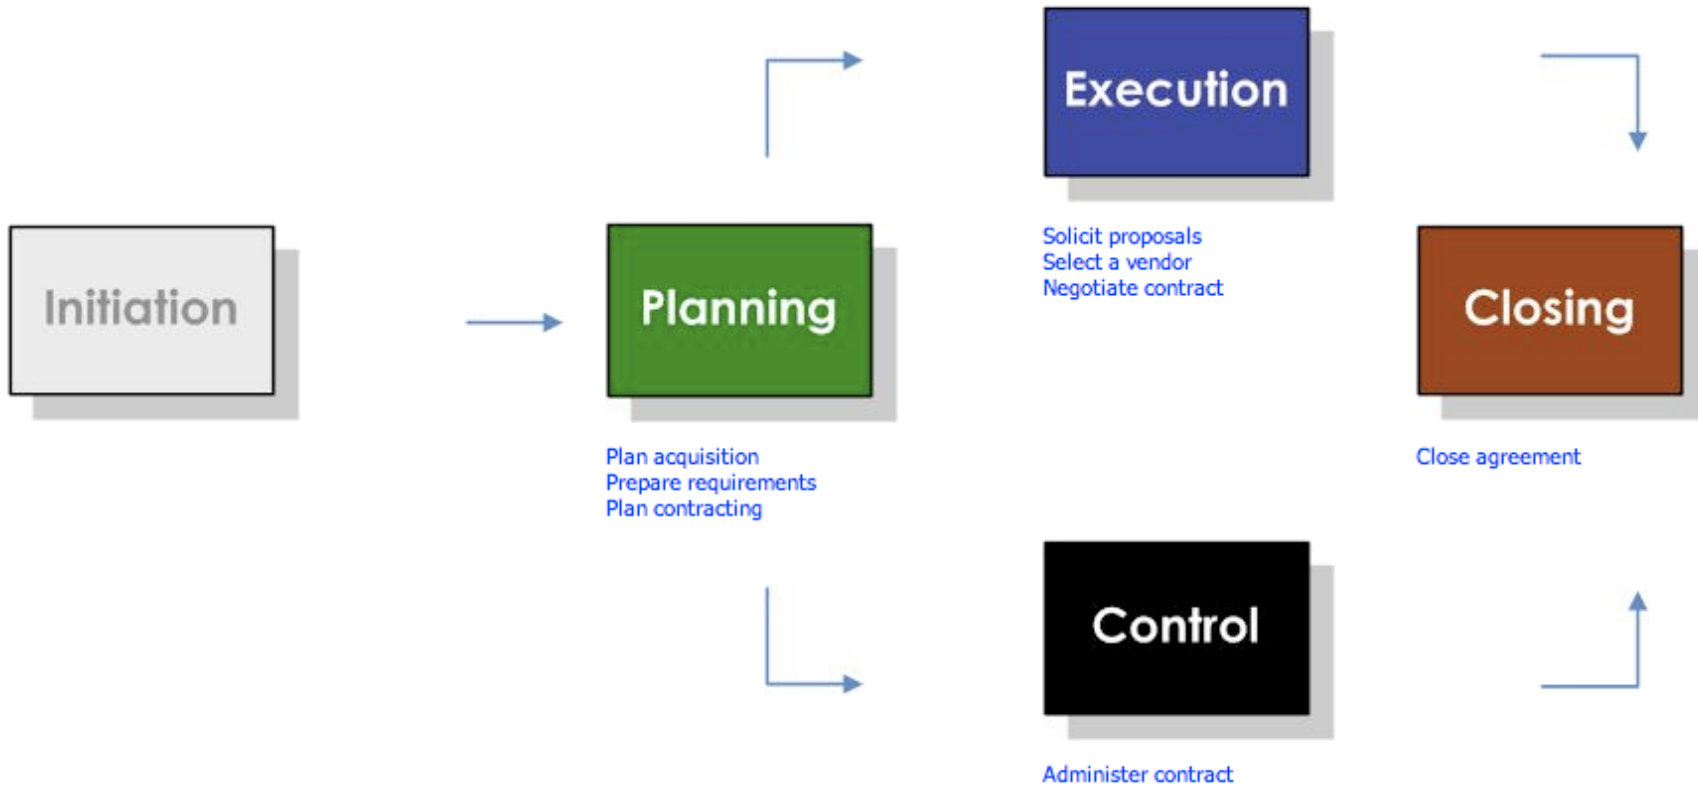 Initiation
Planning
Plan acquisition
Prepare requirements
Plan contracting
Execution
Solicit proposals
Select a vendor
Negotiate contract
Control
Administer contract
Closing
Close agreement